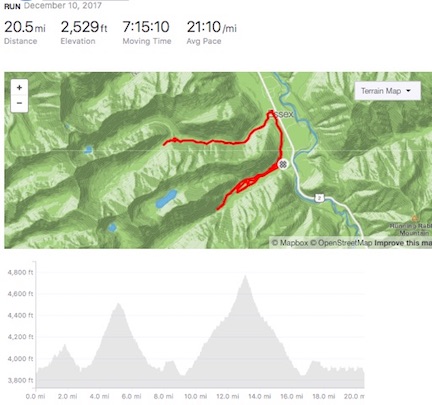 RUN December 10, 2017
20.5 mi 2,529 ft 7:15:10 21:10 /mi
Distance Elevation Moving Time Avg Pace
+
−
Terrain Map
Essex
2
Mountain
© Mapbox © OpenStreetMap Improve this ma
4,800 ft
4,600 ft
4,400 ft
4,200 ft
4,000 ft
3,800 ft
0.0 mi 2.0 mi 4.0 mi 6.0 mi 8.0 mi 10.0 mi 12.0 mi 14.0 mi 16.0 mi 18.0 mi 20.0 m